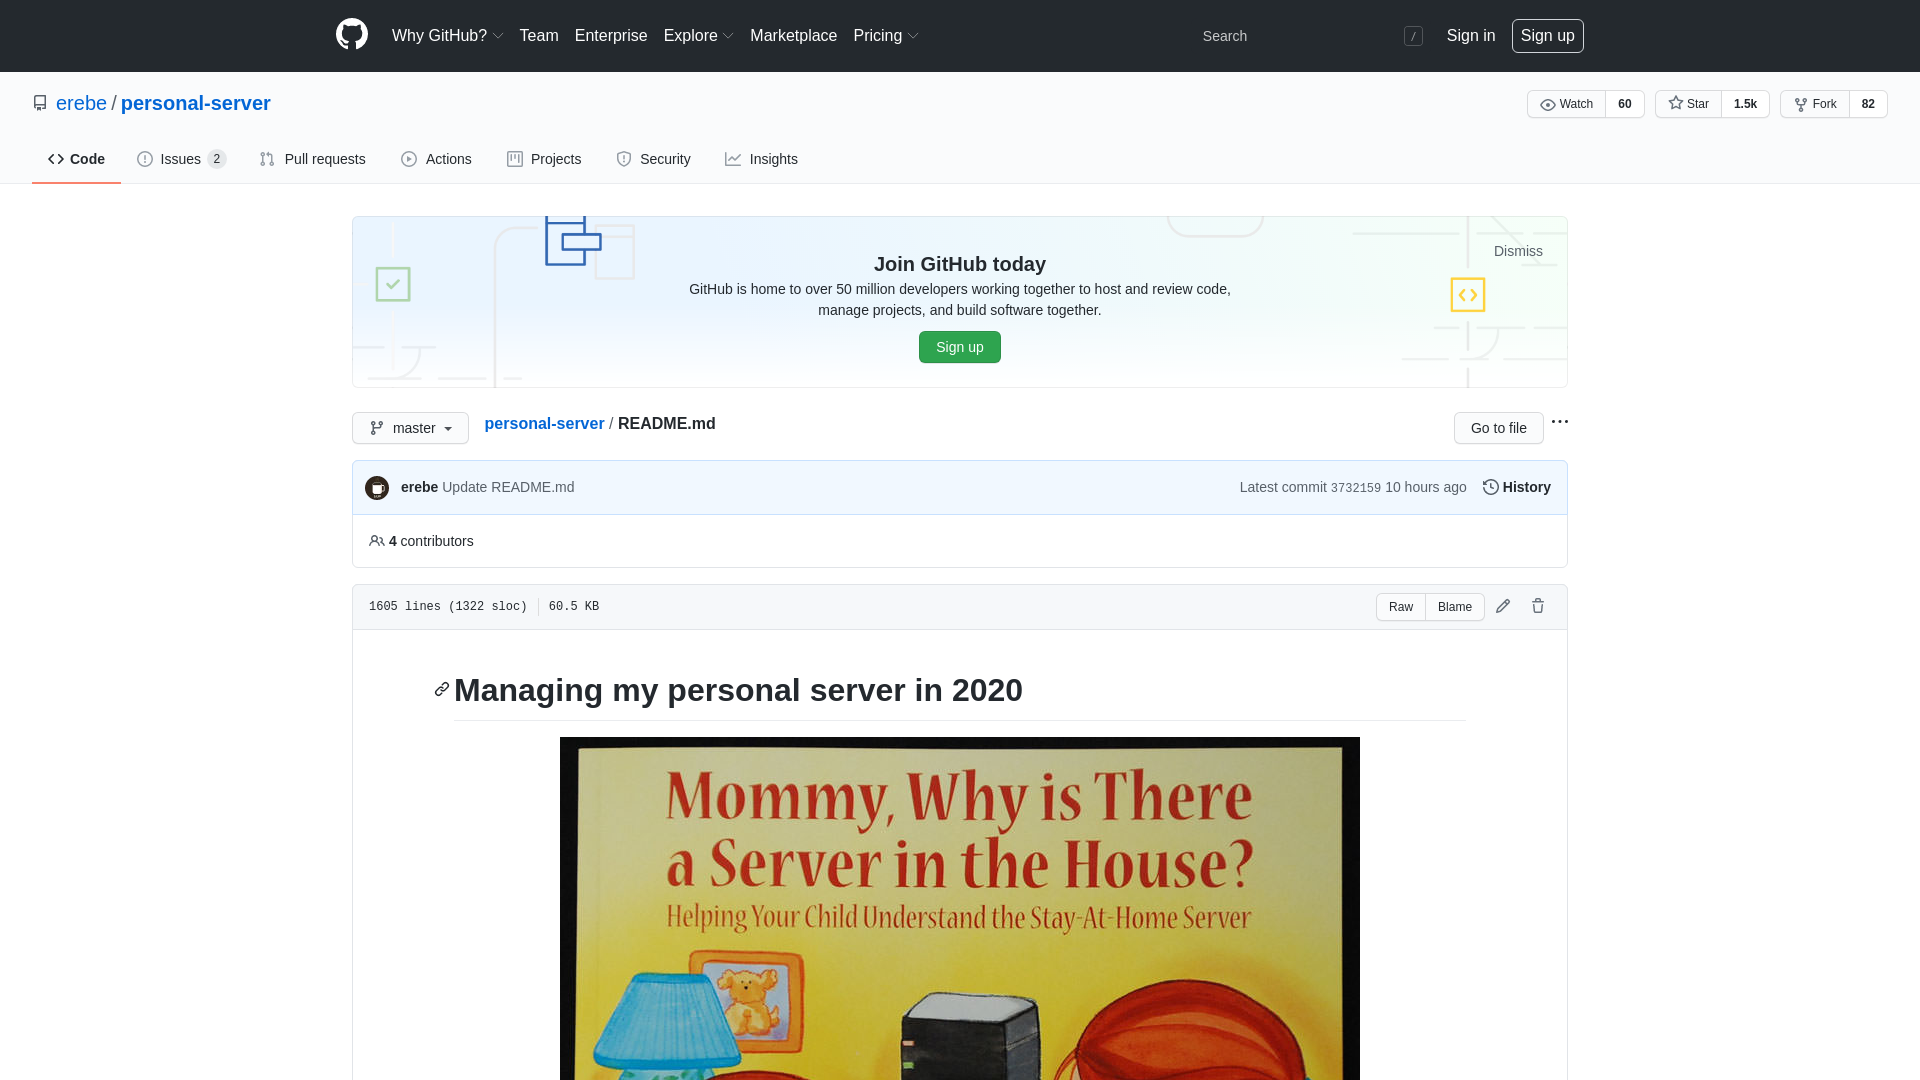 Why GitHub? Team Enterprise Explore Marketplace Pricing Search / Sign in Sign up
erebe / personal-server Watch 60 Star 1.5k Fork 82
Code Issues 2 Pull requests Actions Projects Security Insights
Dismiss
Join GitHub today
GitHub is home to over 50 million developers working together to host and review code,
manage projects, and build software together.
Sign up
master personal-server / README.md Go to file
erebe Update README.md Latest commit 3732159 10 hours ago History
4 contributors
1605 lines (1322 sloc) 60.5 KB Raw Blame
Managing my personal server in 2020
Mommy, Why is There
a Server in the House?
Helping Your Child Understand the Stay-At-Home Server